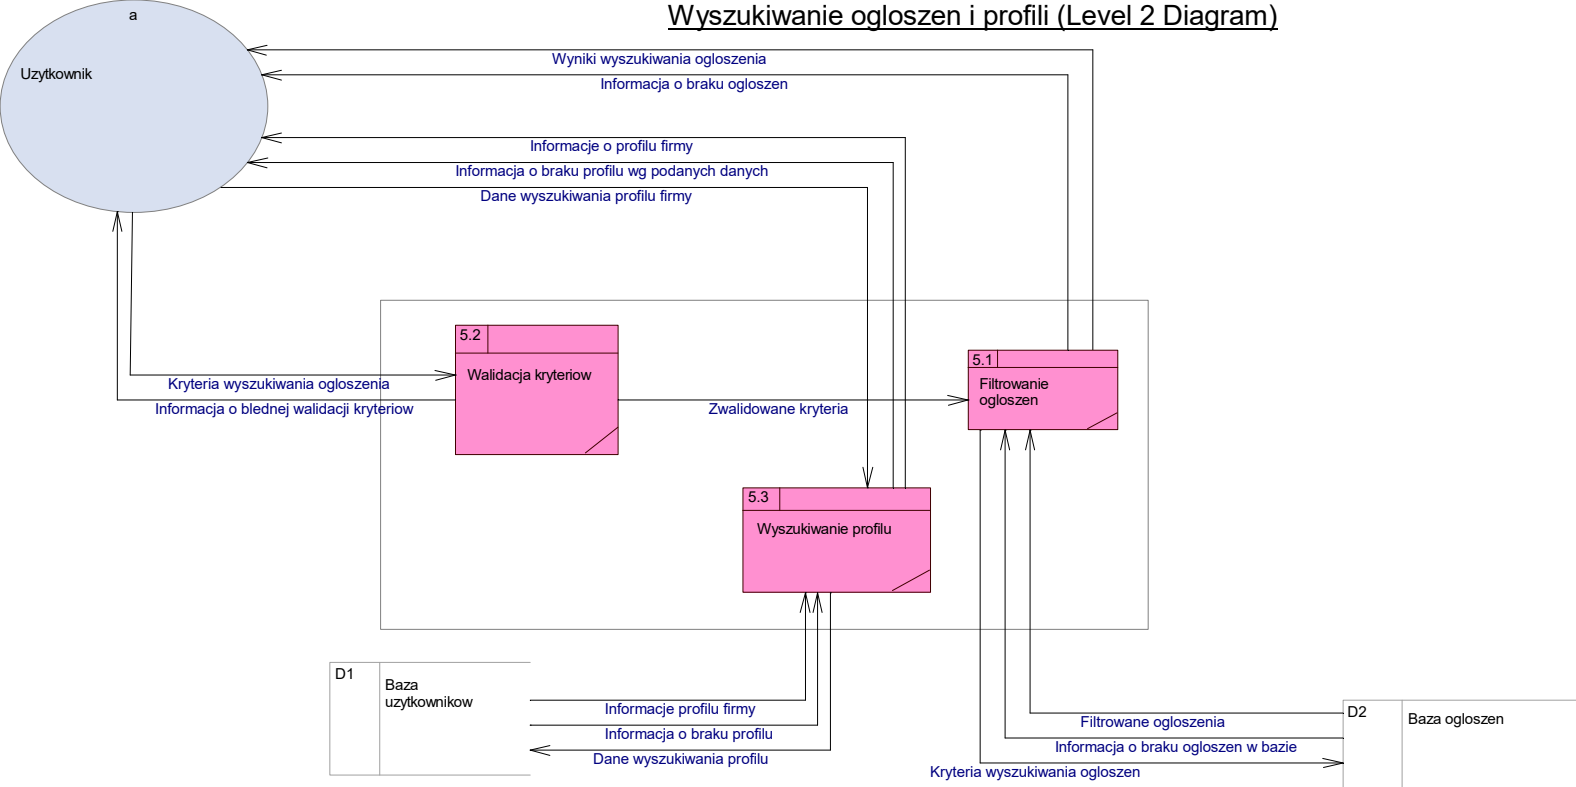 Wyszukiwanie ogloszen i profili (Level 2 Diagram)
a
Uzytkownik
Wyniki wyszukiwania ogloszenia
Informacja o braku ogloszen
Informacje o profilu firmy
Informacja o braku profilu wg podanych danych
Dane wyszukiwania profilu firmy
5.2
Walidacja kryteriow
5.1
Filtrowanie
ogloszen
Kryteria wyszukiwania ogloszenia
Informacja o blednej walidacji kryteriow
Zwalidowane kryteria
5.3
Wyszukiwanie profilu
D1
Baza
uzytkownikow
Informacje profilu firmy
Informacja o braku profilu
Dane wyszukiwania profilu
D2
Baza ogloszen
Filtrowane ogloszenia
Informacja o braku ogloszen w bazie
Kryteria wyszukiwania ogloszen